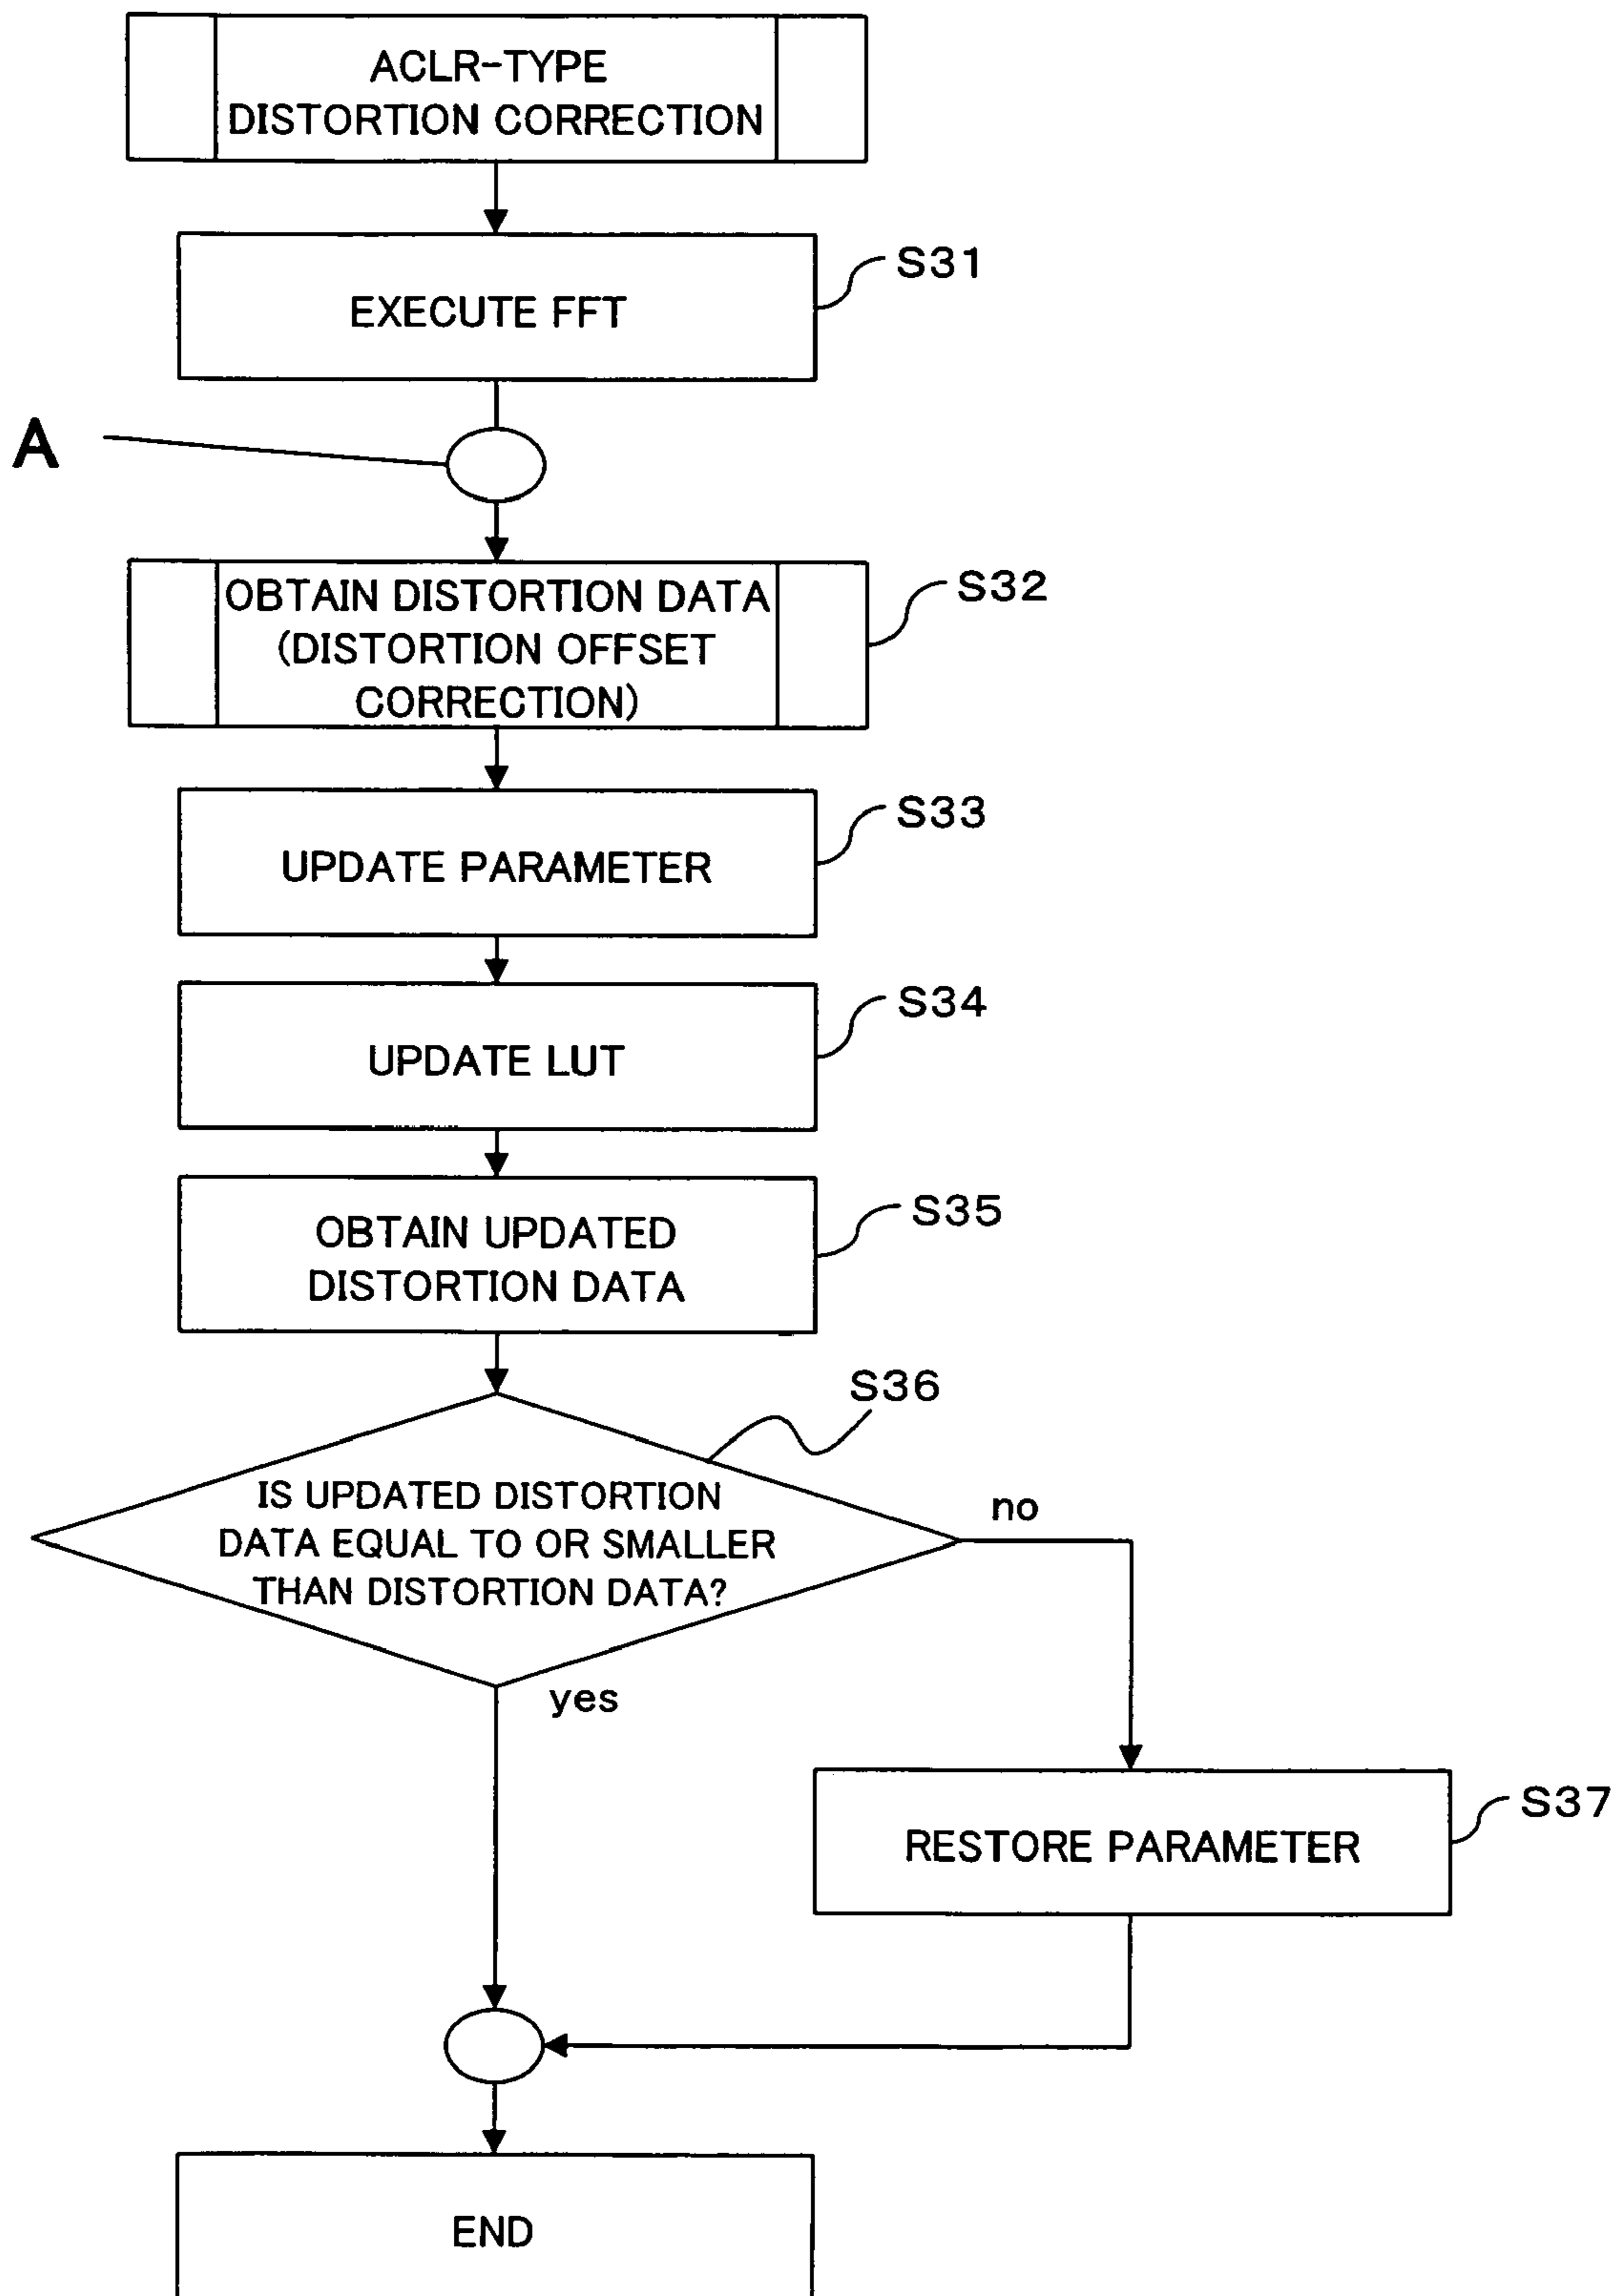 ACLR-TYPE
DISTORTION CORRECTION
S31
EXECUTE FFT
A
OBTAIN DISTORTION DATA
(DISTORTION OFFSET
CORRECTION)
S32
S33
UPDATE PARAMETER
S34
UPDATE LUT
S35
OBTAIN UPDATED
DISTORTION DATA
S36
IS UPDATED DISTORTION
DATA EQUAL TO OR SMALLER
THAN DISTORTION DATA?
no
yes
S37
RESTORE PARAMETER
END